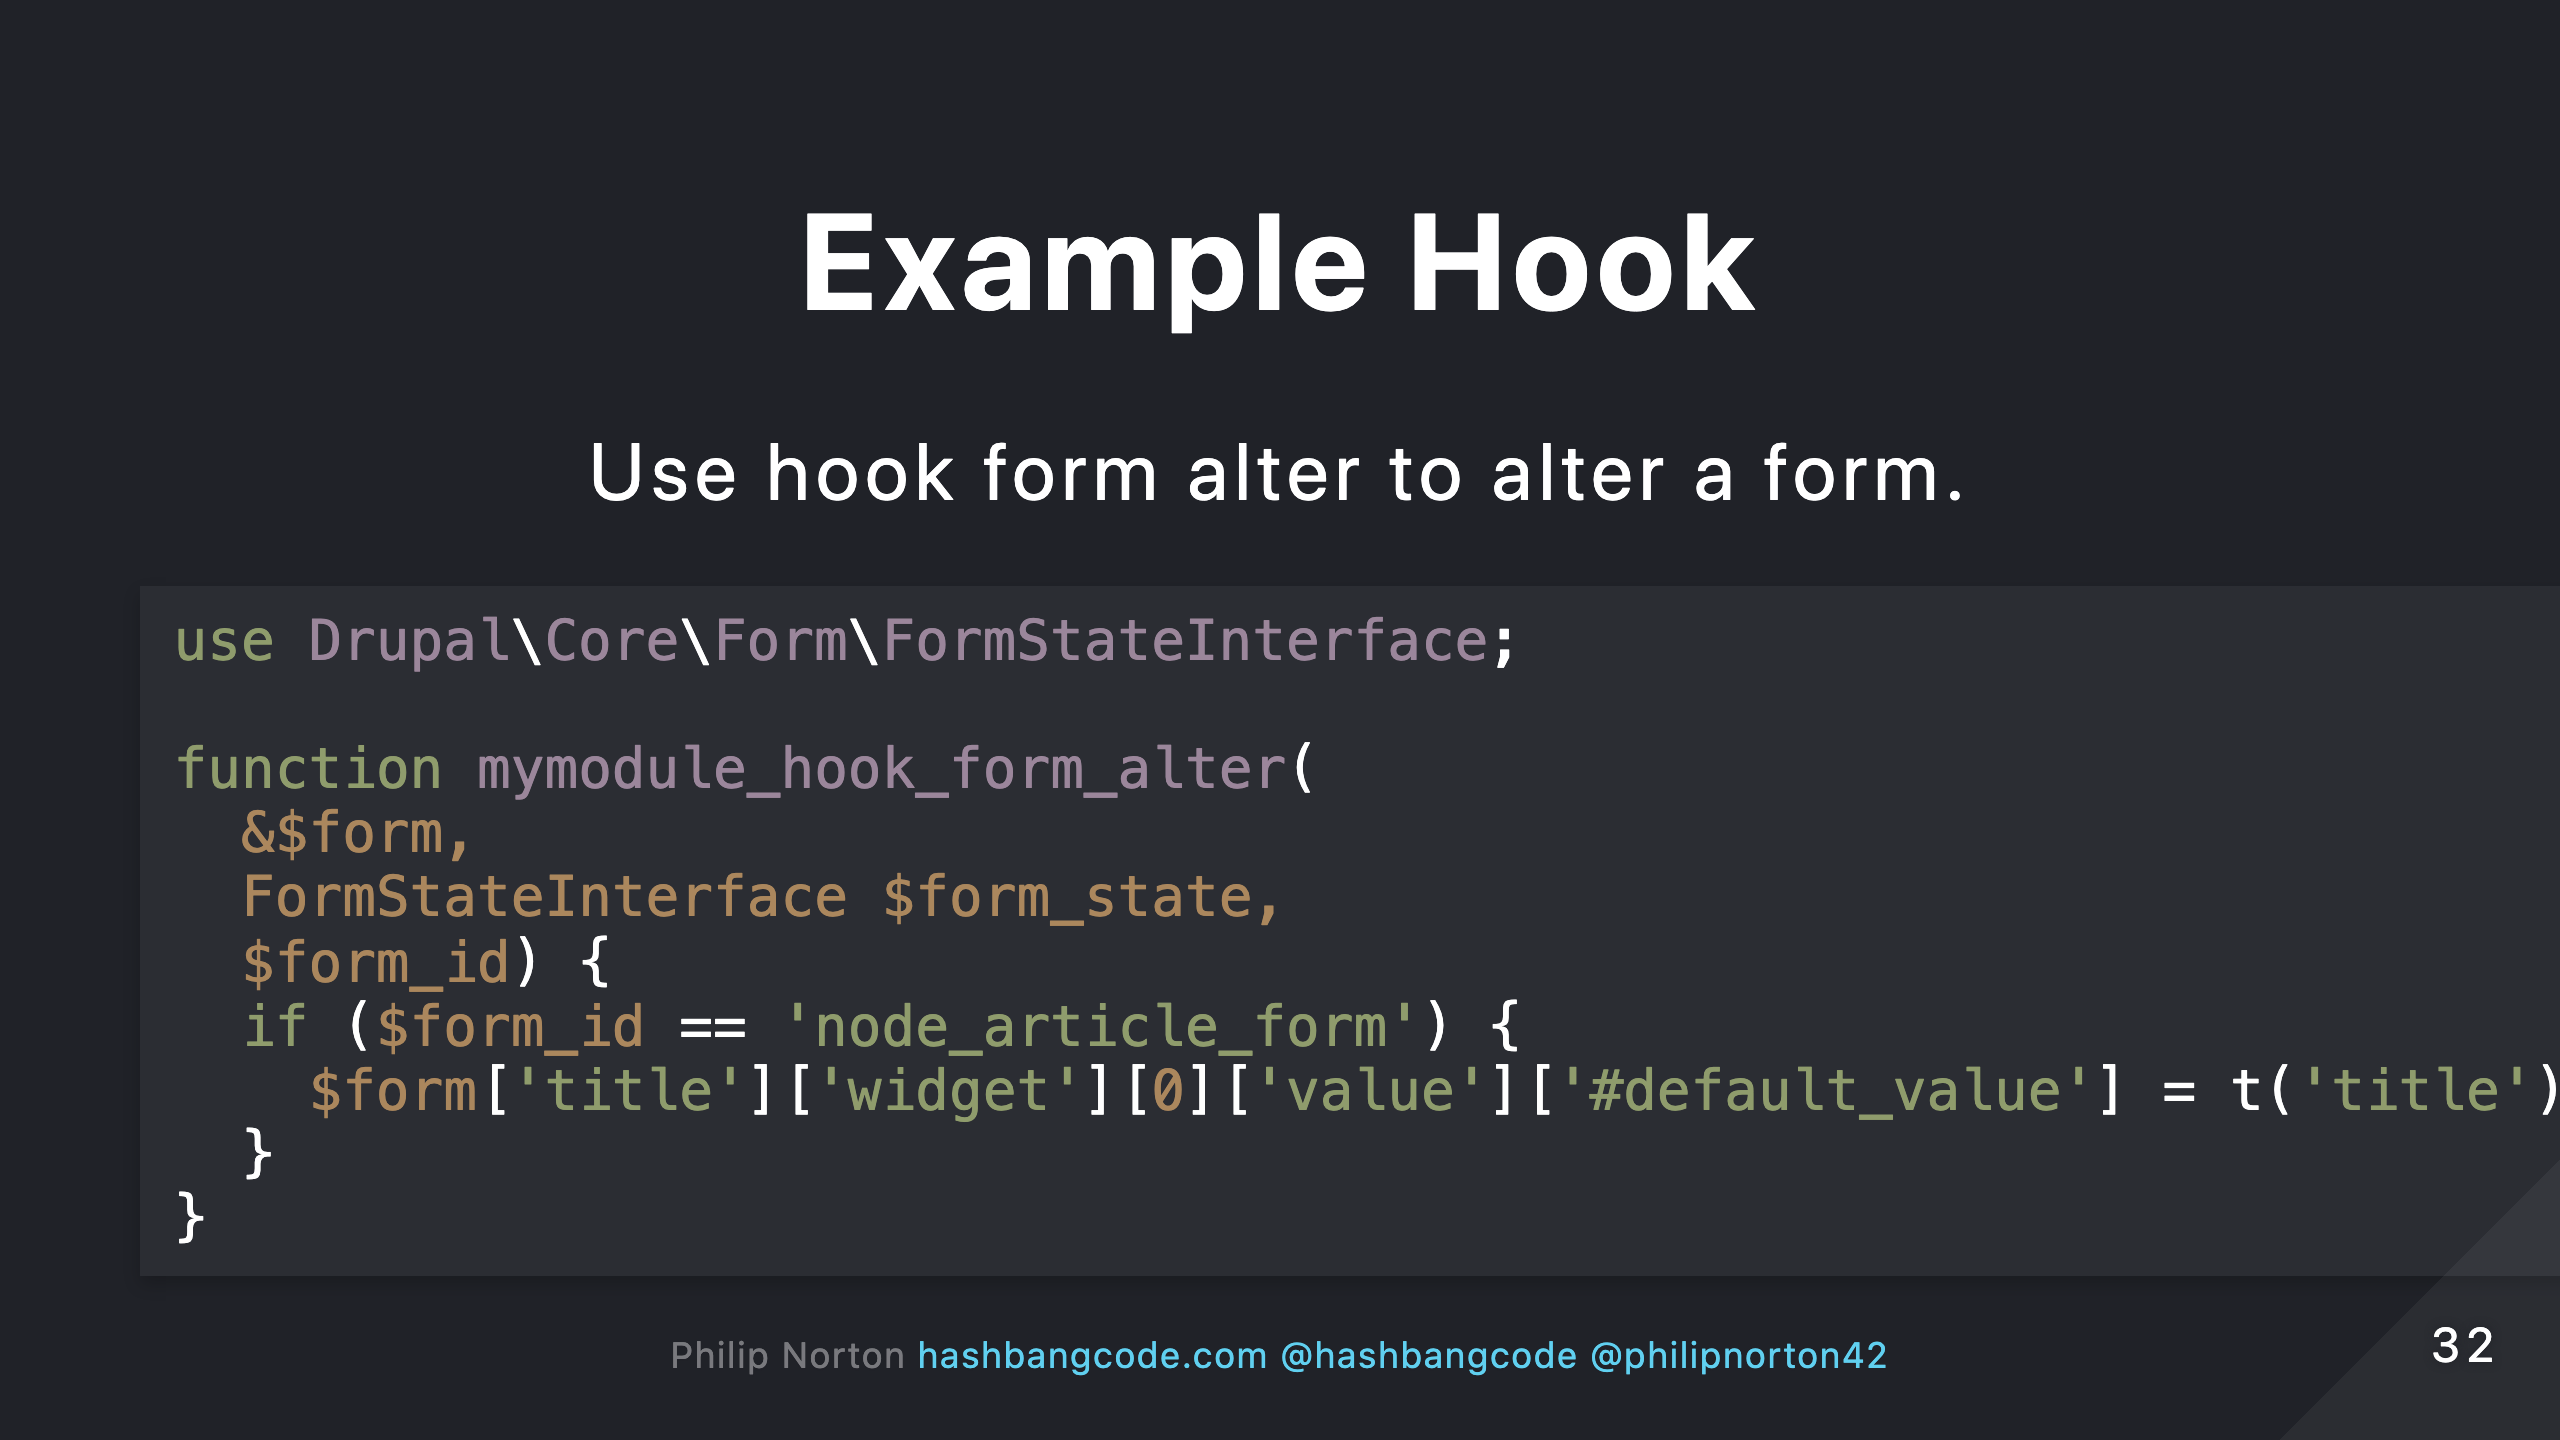 Example Hook
Use hook form alter to alter a form.
use Drupal\Core\Form\FormStateInterface;
function mymodule_hook_form_alter(
  &$form,
  FormStateInterface $form_state,
  $form_id) {
  if ($form_id == 'node_article_form') {
    $form['title']['widget'][0]['value']['#default_value'] = t('title')
  }
}
Philip Norton hashbangcode.com @hashbangcode @philipnorton42
32